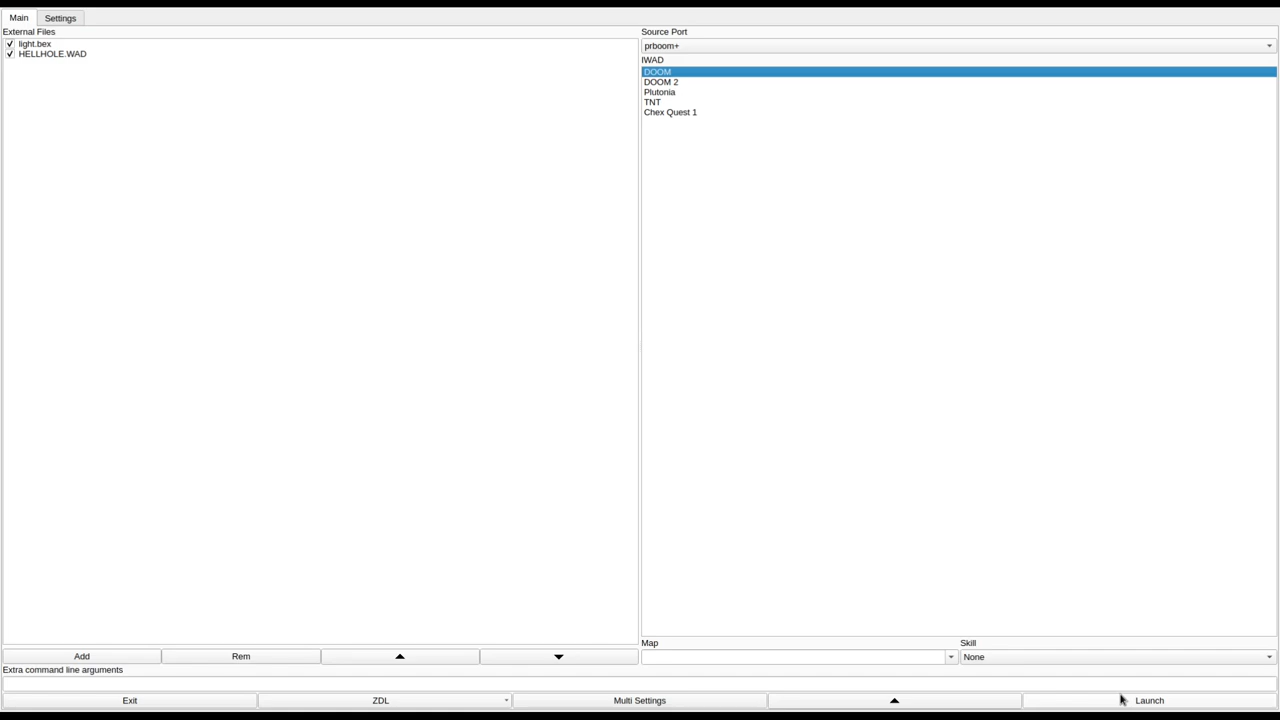 Main
Settings
External Files
light.bex
HELLHOLE.WAD
Source Port
prboom+
IWAD
DOOM
DOOM 2
Plutonia
TNT
Chex Quest 1
Map
Skill
None
Add
Rem
Extra command line arguments
Exit
ZDL
Multi Settings
Launch